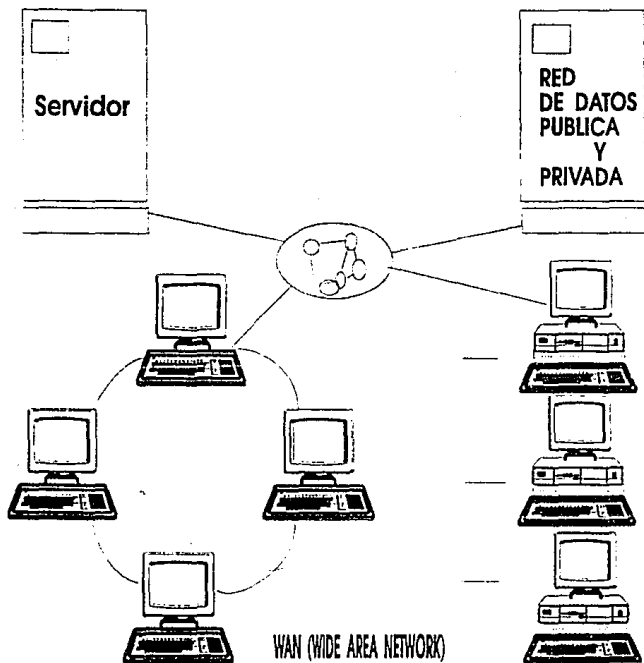 Servidor
RED
DE DATOS
PUBLICA
Y
PRIVADA
WAN (WIDE AREA NETWORK)